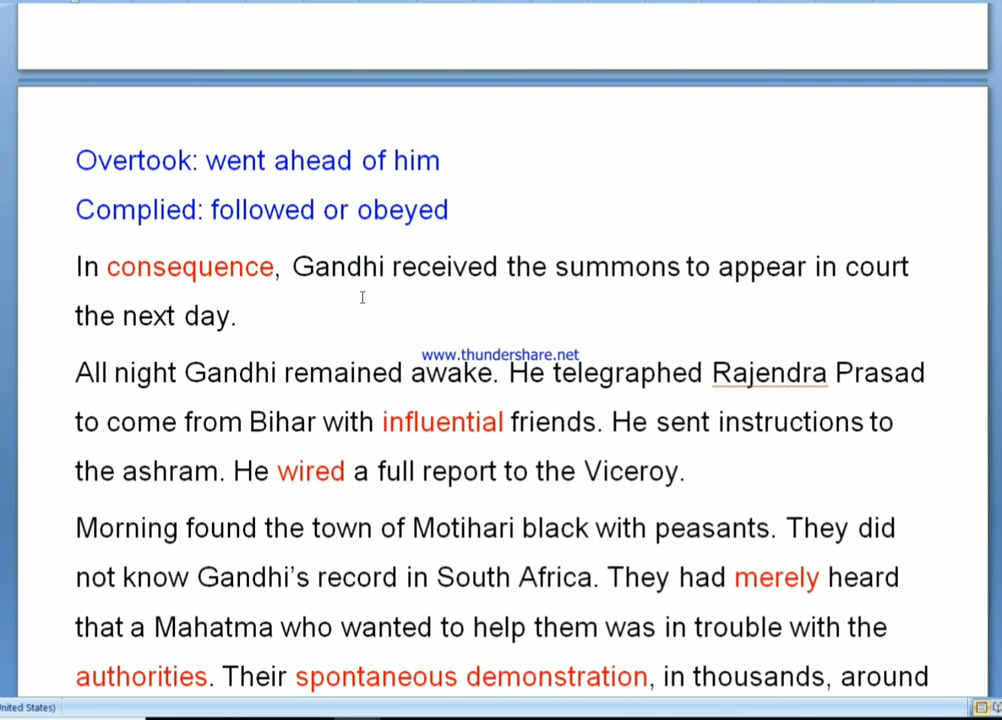 Overtook: went ahead of him
Complied: followed or obeyed
In consequence, Gandhi received the summons to appear in court
the next day.
www.thundershare.net
All night Gandhi remained awake. He telegraphed Rajendra Prasad
to come from Bihar with influential friends. He sent instructions to
the ashram. He wired a full report to the Viceroy.
Morning found the town of Motihari black with peasants. They did
not know Gandhi's record in South Africa. They had merely heard
that a Mahatma who wanted to help them was in trouble with the
authorities. Their spontaneous demonstration, in thousands, around
States)